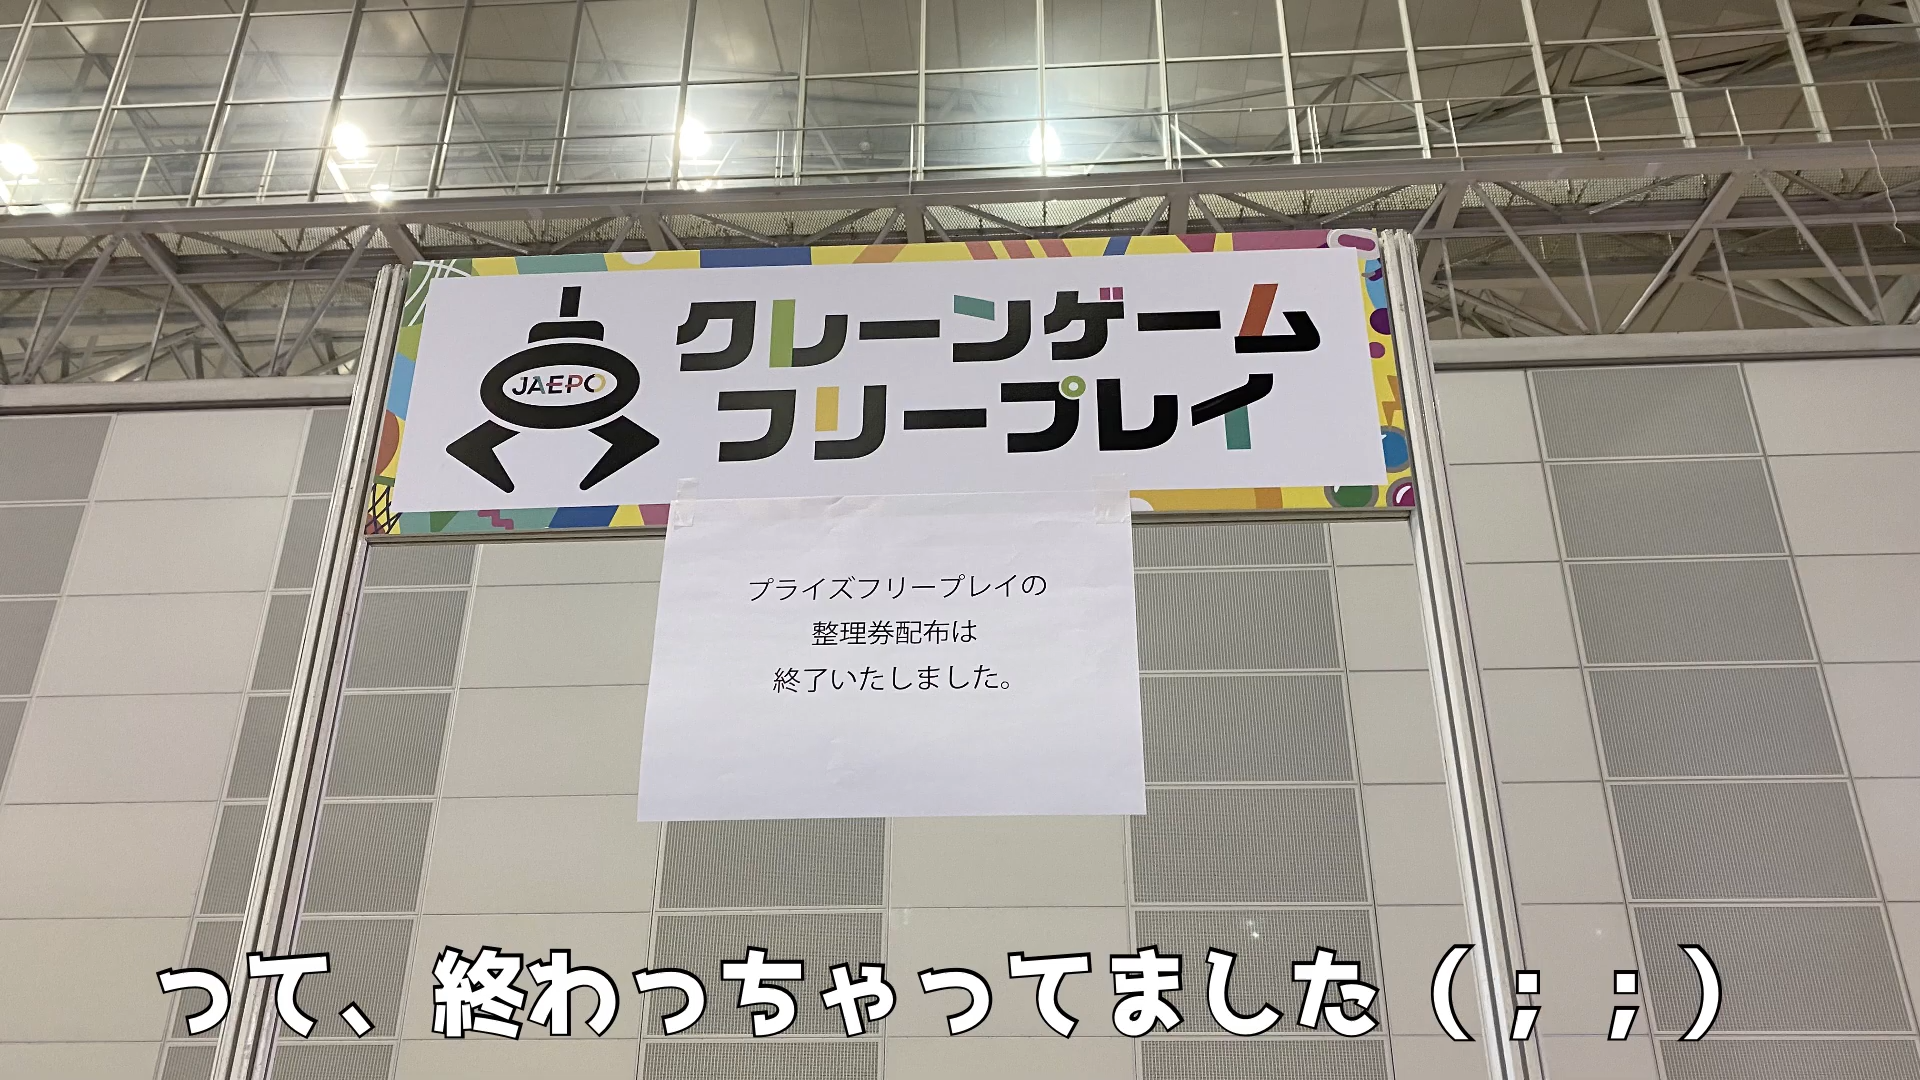 JAEPO
クレーンゲーム
フリープレイ
プライズフリープレイの
整理券配布は
終了いたしました。
って、終わっちゃってました（；；）